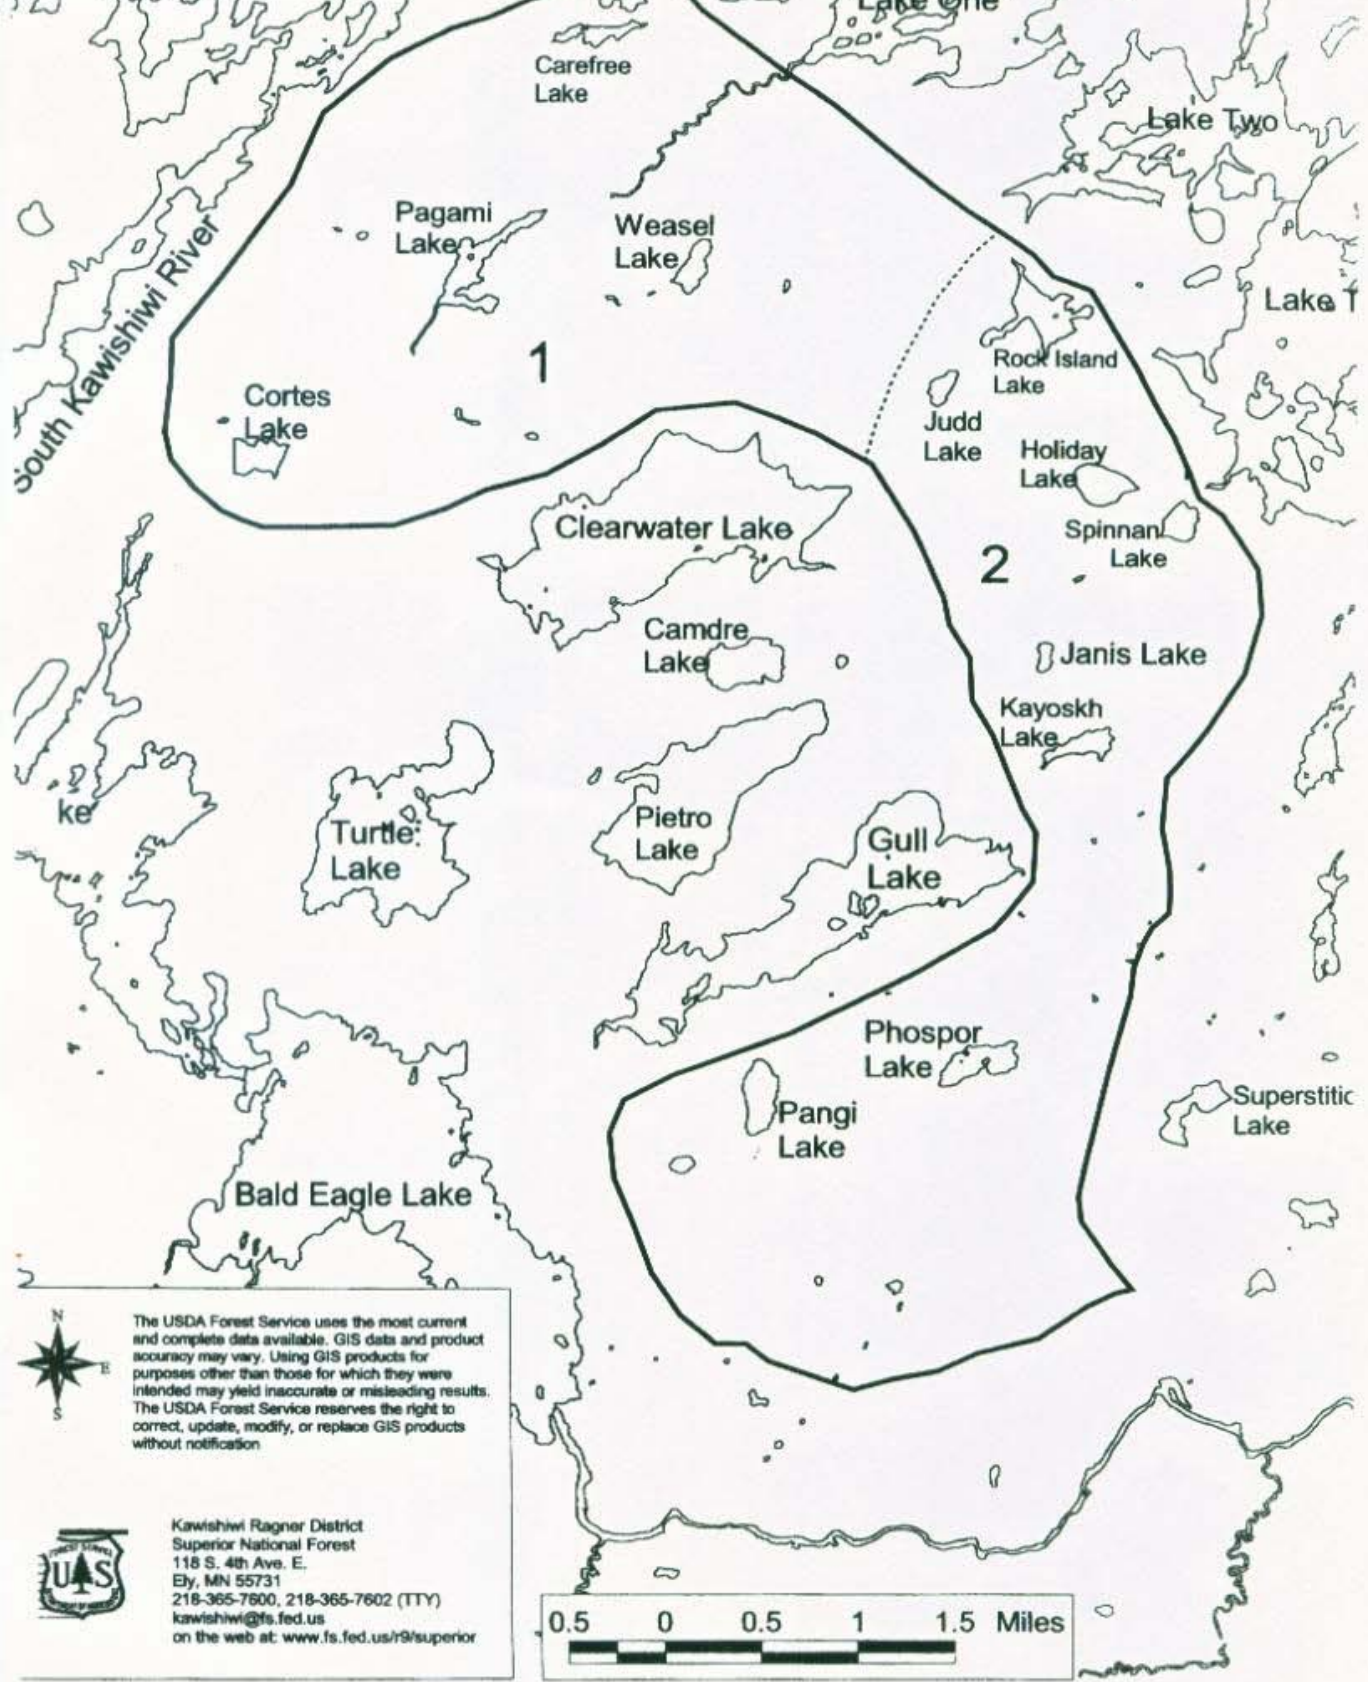 Lake One
Carefree
Lake
Lake Two
Pagami
Lake
Weasel
Lake
South Kawishiwi River
Lake T
1
Rock Island
Lake
Cortes
Lake
Judd
Lake
Holiday
Lake
Clearwater Lake
Spinnan
Lake
2
Camdre
Lake
Janis Lake
Kayoskh
Lake
ke
Turtle
Lake
Pietro
Lake
Gull
Lake
Phospor
Lake
Pangi
Lake
Superstitic
Lake
Bald Eagle Lake
N
E
S
The USDA Forest Service uses the most current
and complete data available. GIS data and product
accuracy may vary. Using GIS products for
purposes other than those for which they were
intended may yield inaccurate or misleading results.
The USDA Forest Service reserves the right to
correct, update, modify, or replace GIS products
without notification
FOREST SERVICE
U S
DEPARTMENT OF AGRICULTURE
Kawishiwi Ragner District
Superior National Forest
118 S. 4th Ave. E.
Ely, MN 55731
218-365-7600, 218-365-7602 (TTY)
kawishiwi@fs.fed.us
on the web at: www.fs.fed.us/r9/superior
0.5 0 0.5 1 1.5 Miles